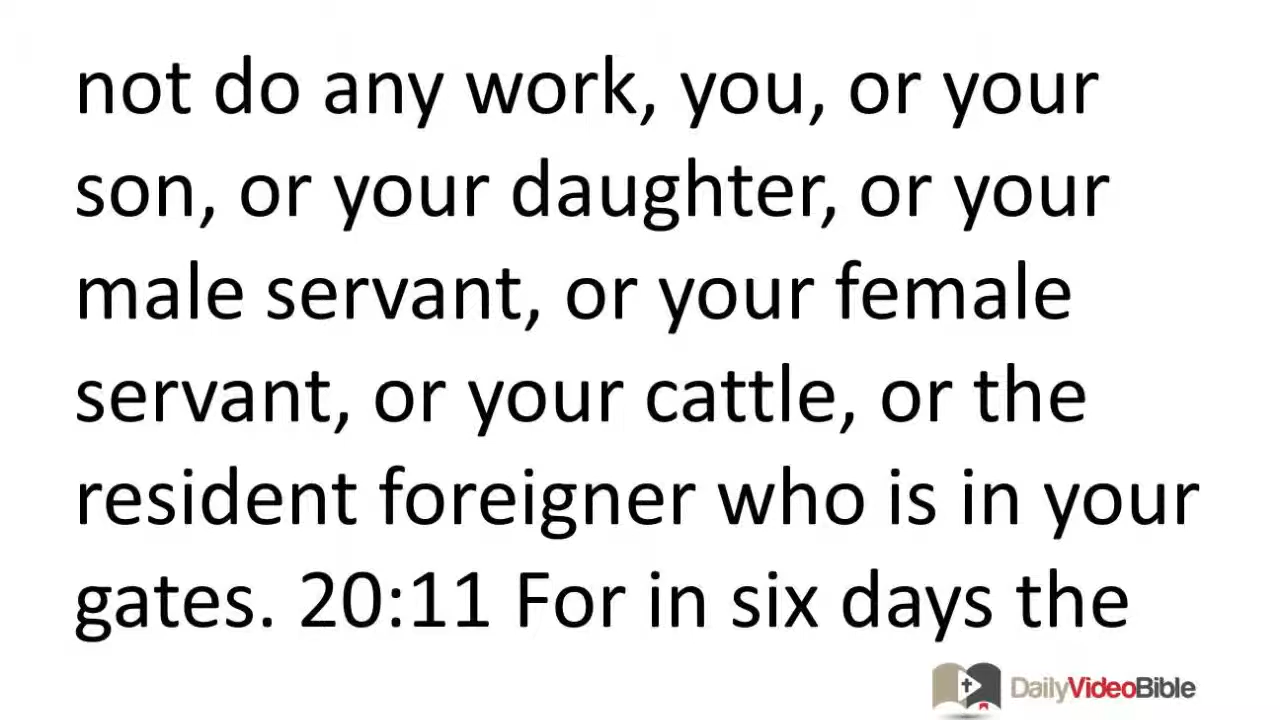 not do any work, you, or your
son, or your daughter, or your
male servant, or your female
servant, or your cattle, or the
resident foreigner who is in your
gates. 20:11 For in six days the
DailyVideoBible